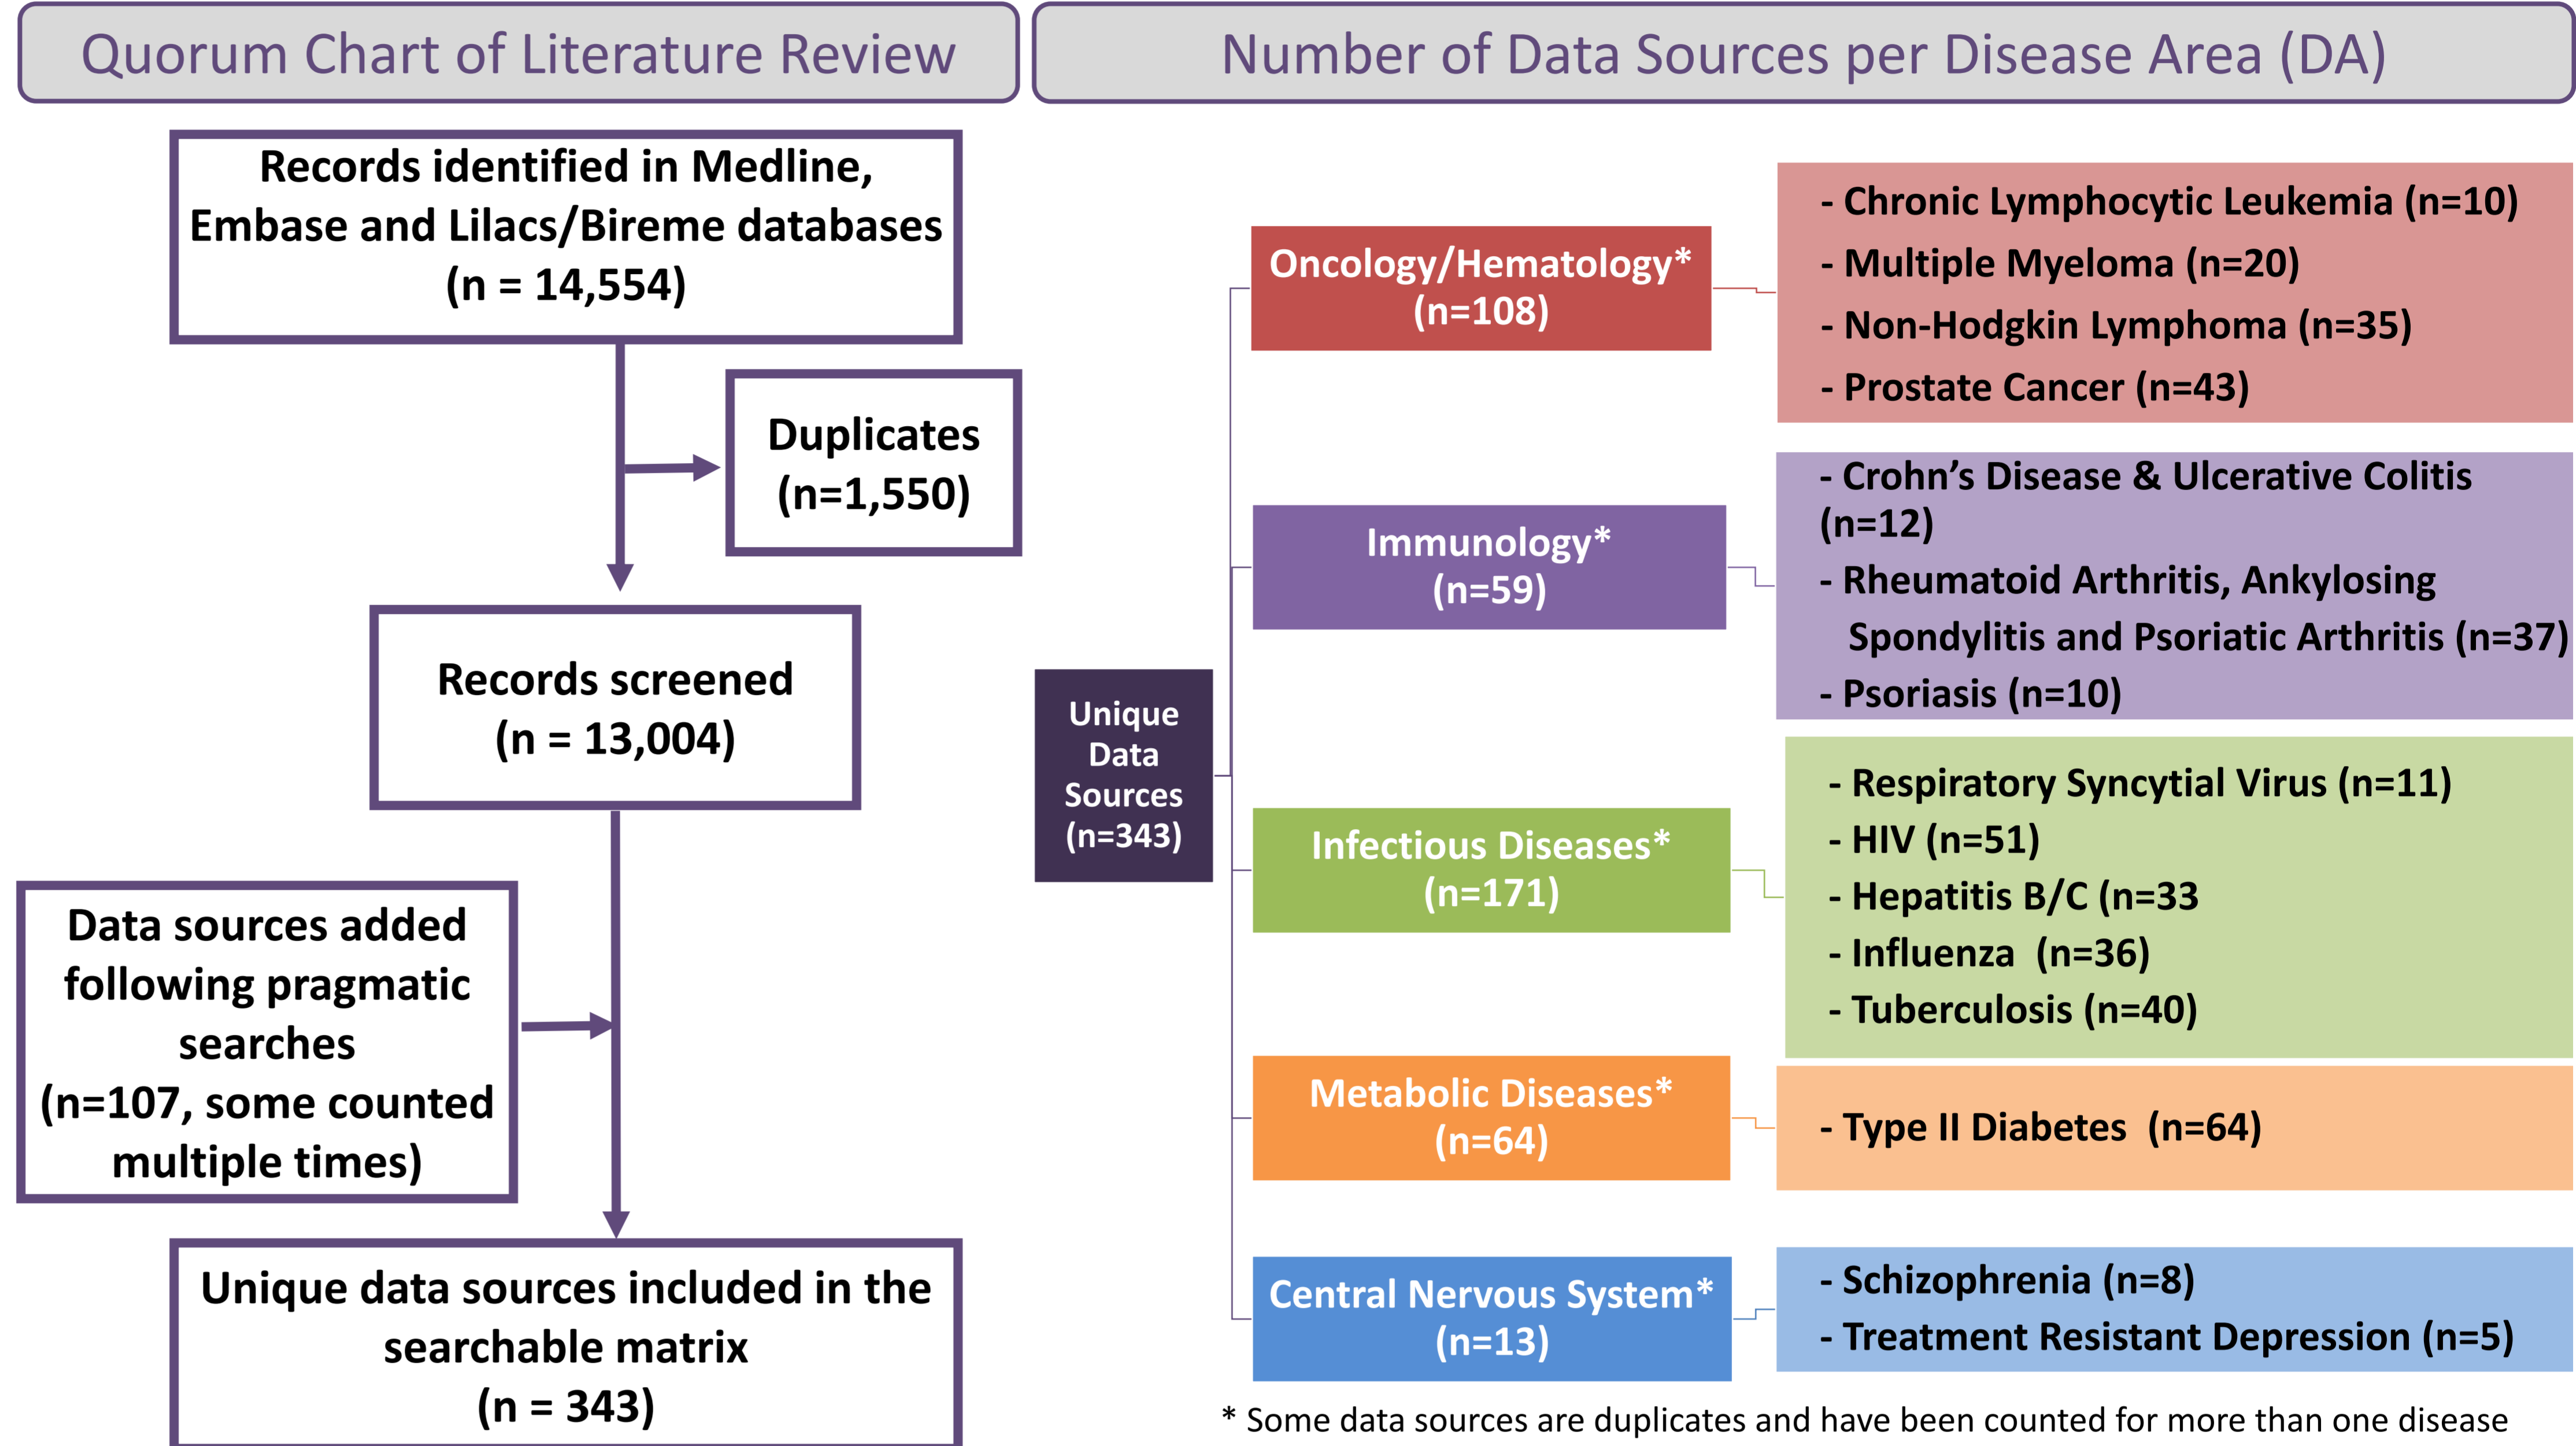 Quorum Chart of Literature Review
Records identified in Medline,
Embase and Lilacs/Bireme databases
(n = 14,554)
Duplicates
(n=1,550)
Records screened
(n = 13,004)
Data sources added
following pragmatic
searches
(n=107, some counted
multiple times)
Unique data sources included in the
searchable matrix
(n = 343)
Number of Data Sources per Disease Area (DA)
Unique
Data
Sources
(n=343)
Oncology/Hematology*
(n=108)
- Chronic Lymphocytic Leukemia (n=10)
- Multiple Myeloma (n=20)
- Non-Hodgkin Lymphoma (n=35)
- Prostate Cancer (n=43)
Immunology*
(n=59)
- Crohn’s Disease & Ulcerative Colitis
(n=12)
- Rheumatoid Arthritis, Ankylosing
Spondylitis and Psoriatic Arthritis (n=37)
- Psoriasis (n=10)
Infectious Diseases*
(n=171)
- Respiratory Syncytial Virus (n=11)
- HIV (n=51)
- Hepatitis B/C (n=33
- Influenza  (n=36)
- Tuberculosis (n=40)
Metabolic Diseases*
(n=64)
- Type II Diabetes  (n=64)
Central Nervous System*
(n=13)
- Schizophrenia (n=8)
- Treatment Resistant Depression (n=5)
* Some data sources are duplicates and have been counted for more than one disease